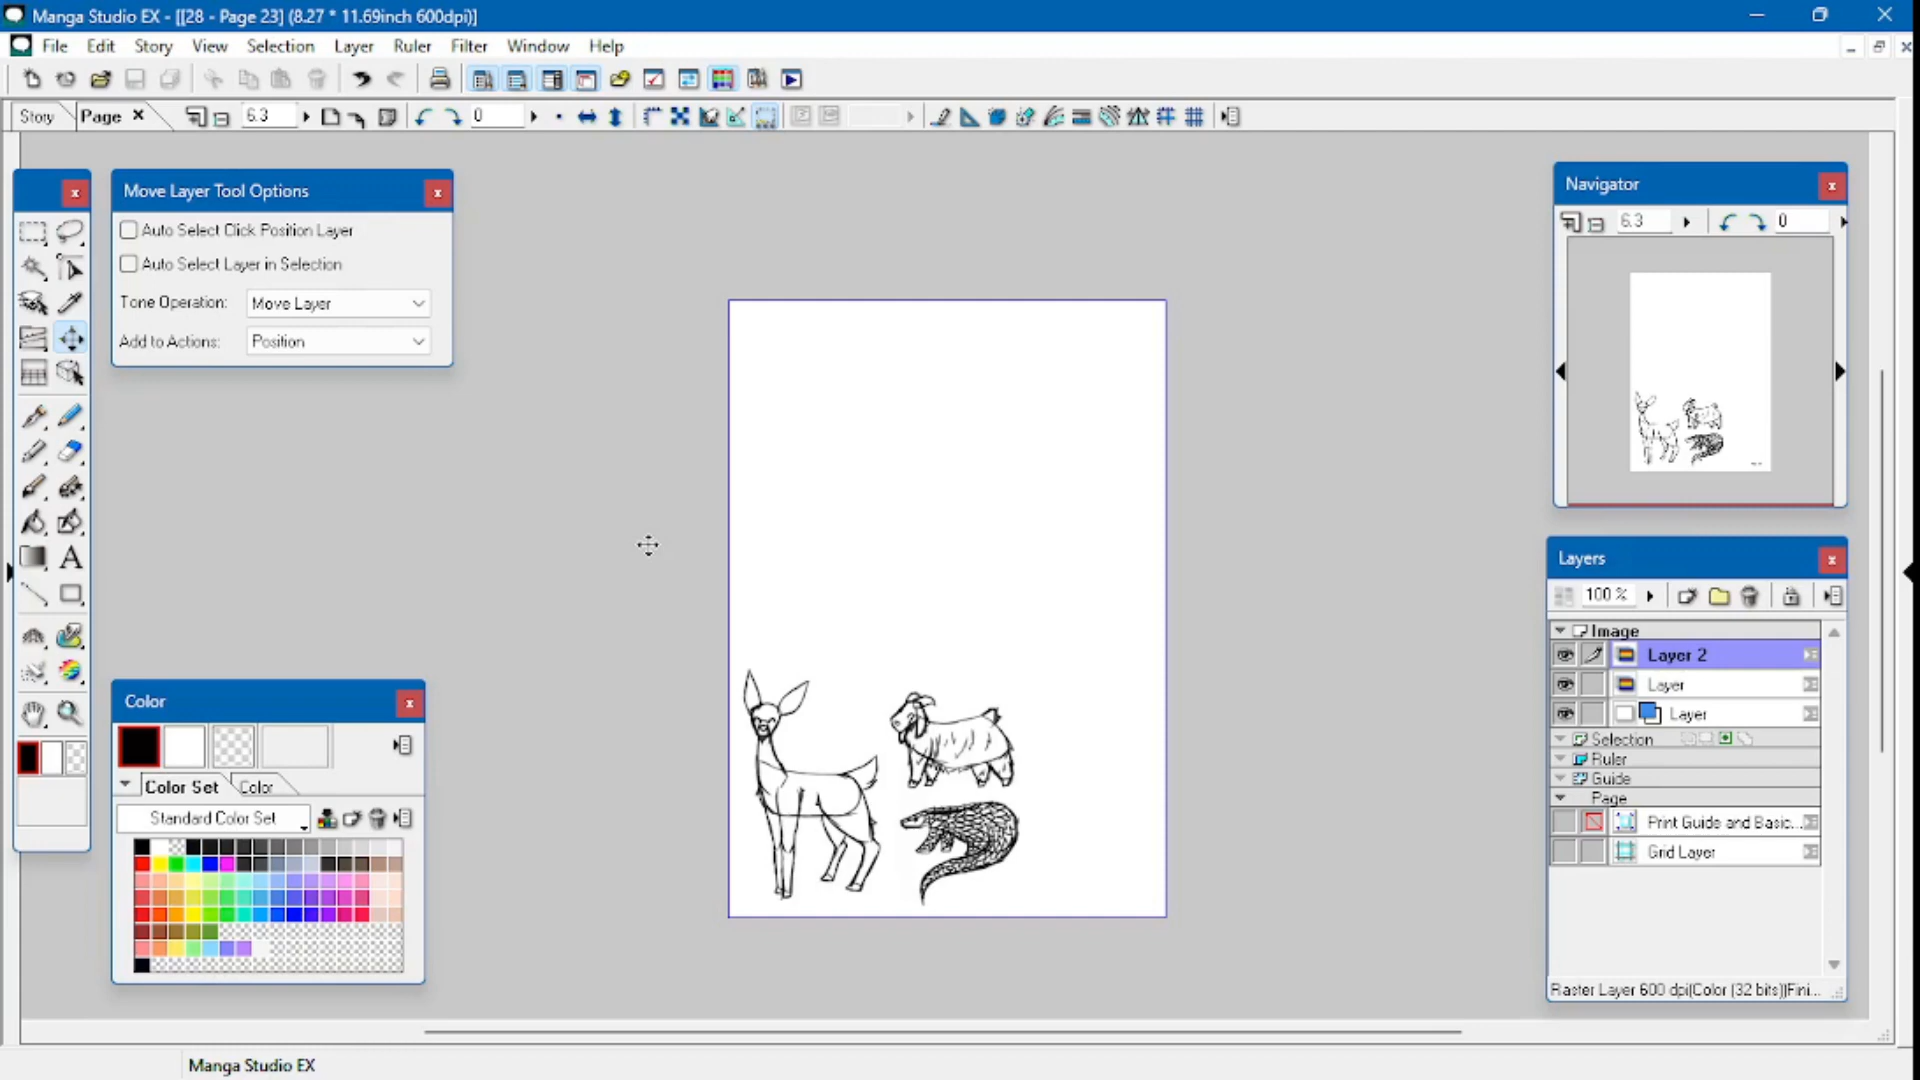 Manga Studio EX - [[28 - Page 23] (8.27 * 11.69inch 600dpi)]
File Edit Story View Selection Layer Ruler Filter Window Help
Story Page 6.3 0
Move Layer Tool Options
Auto Select Click Position Layer
Auto Select Layer in Selection
Tone Operation: Move Layer
Add to Actions: Position
Navigator
6.3 0
Color
Color Set Color
Standard Color Set
Layers
100 %
Image
Layer 2
Layer
Layer
Selection
Ruler
Guide
Page
Print Guide and Basic...
Grid Layer
Raster Layer 600 dpi(Color (32 bits))Fini...
Manga Studio EX